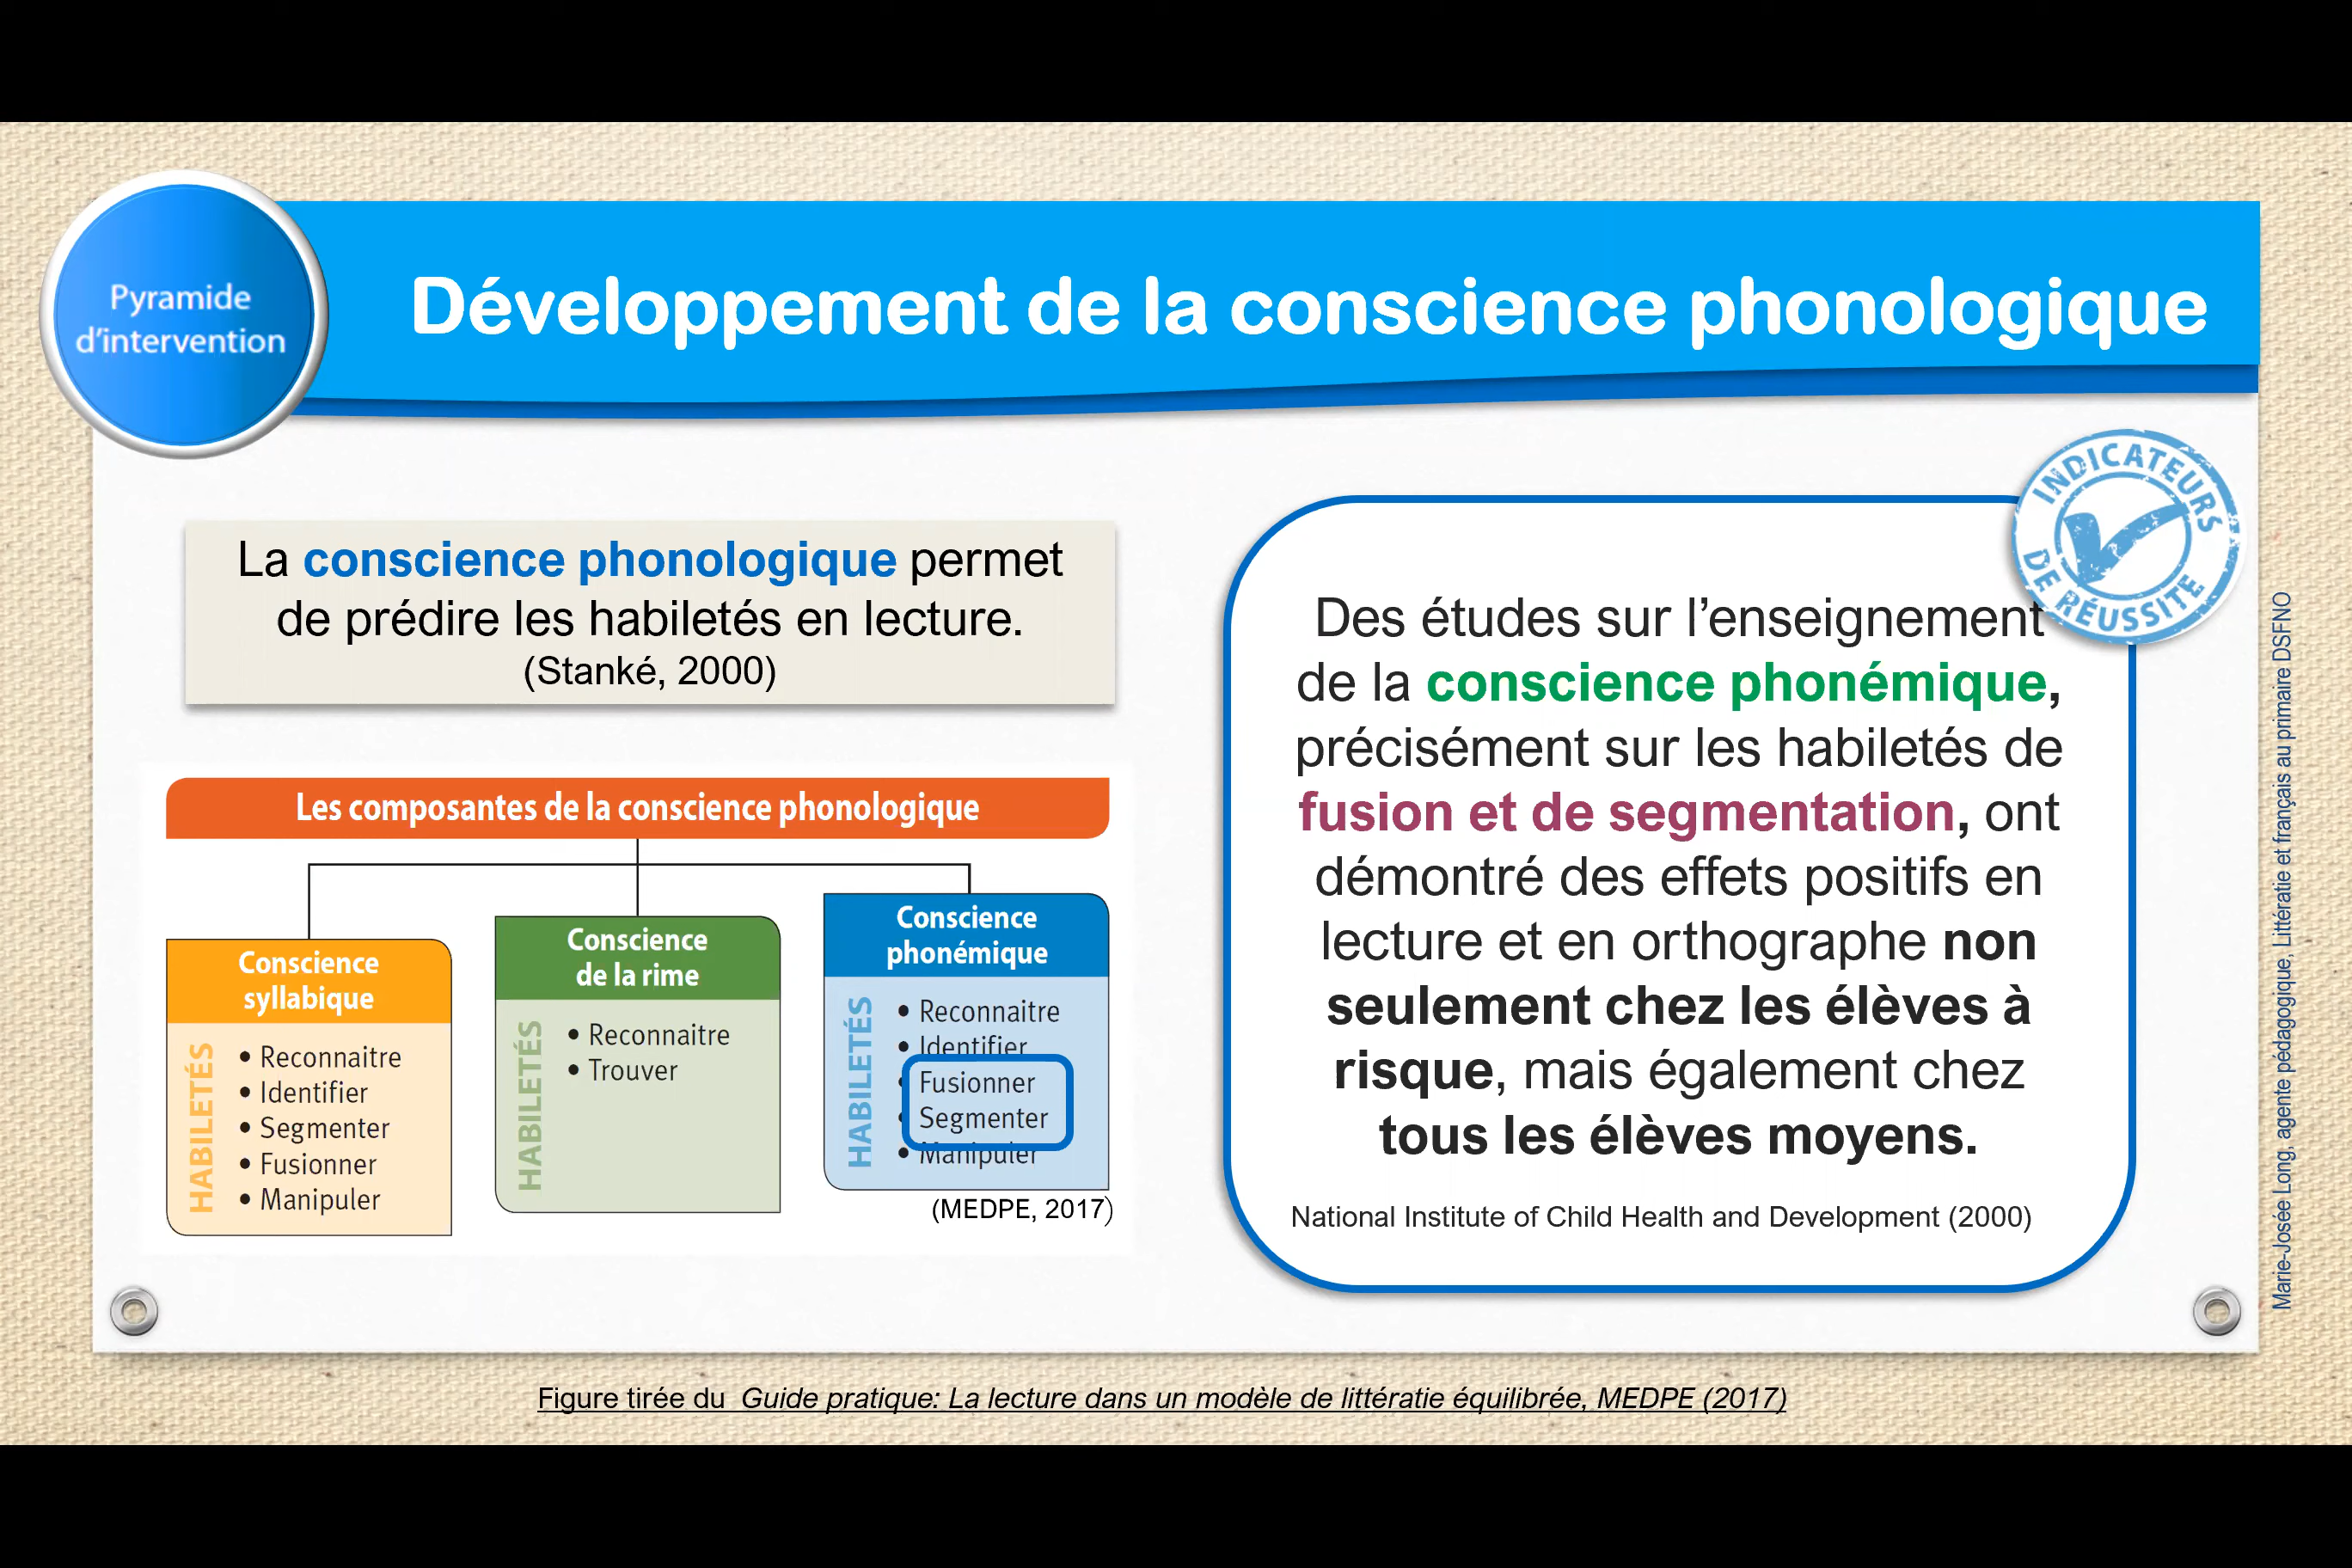 Pyramide
d'intervention
Développement de la conscience phonologique
La conscience phonologique permet
de prédire les habiletés en lecture.
(Stanké, 2000)
Les composantes de la conscience phonologique
Conscience
syllabique
HABILETÉS
• Reconnaitre
• Identifier
• Segmenter
• Fusionner
• Manipuler
Conscience
de la rime
HABILETÉS
• Reconnaitre
• Trouver
Conscience
phonémique
HABILETÉS
• Reconnaitre
• Identifier
• Fusionner
• Segmenter
• Manipuler
(MEDPE, 2017)
INDICATEURS
DE RÉUSSITE
Des études sur l'enseignement
de la conscience phonémique,
précisément sur les habiletés de
fusion et de segmentation, ont
démontré des effets positifs en
lecture et en orthographe non
seulement chez les élèves à
risque, mais également chez
tous les élèves moyens.
National Institute of Child Health and Development (2000)
Marie-Josée Long, agente pédagogique, Littératie et français au primaire DSFNO
Figure tirée du Guide pratique: La lecture dans un modèle de littératie équilibrée, MEDPE (2017)